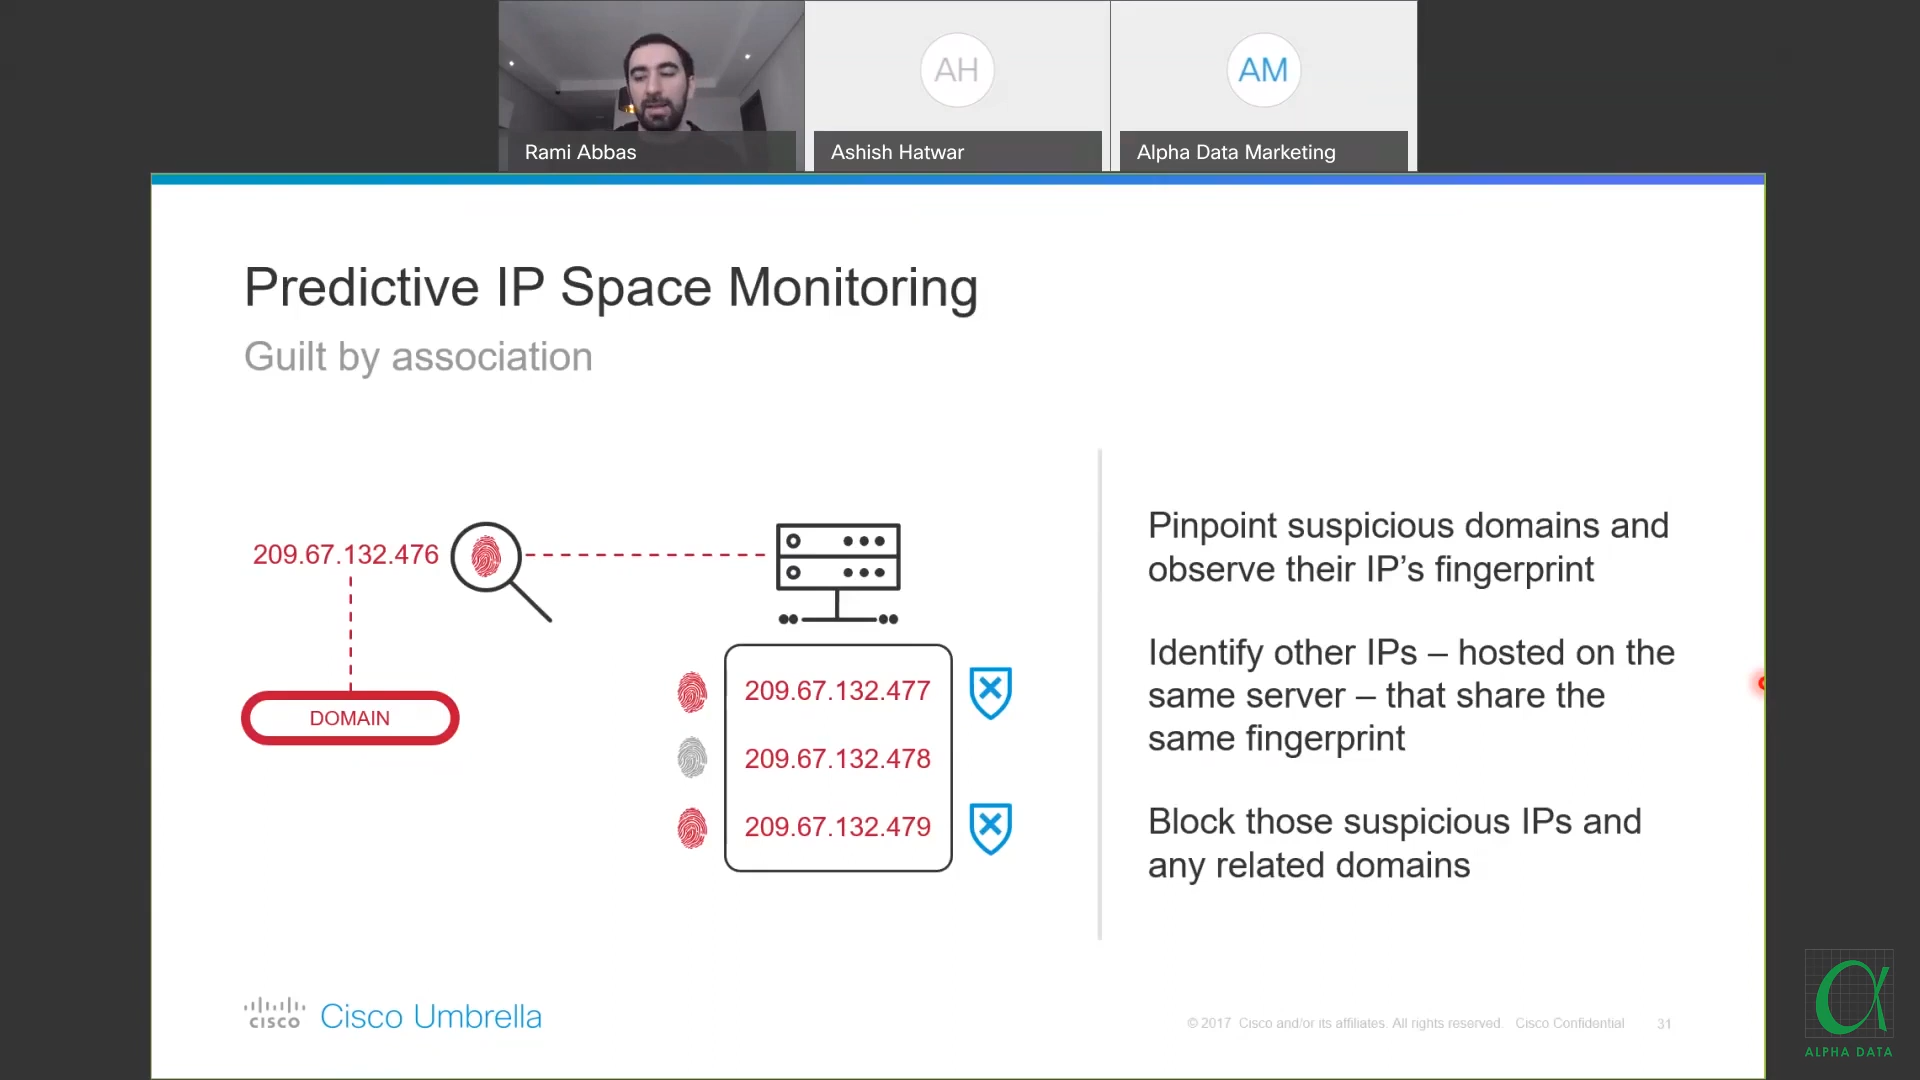 AH
AM
Rami Abbas
Ashish Hatwar
Alpha Data Marketing
Predictive IP Space Monitoring
Guilt by association
209.67.132.476
DOMAIN
209.67.132.477
209.67.132.478
209.67.132.479
Pinpoint suspicious domains and
observe their IP’s fingerprint
Identify other IPs – hosted on the
same server – that share the
same fingerprint
Block those suspicious IPs and
any related domains
CISCO Cisco Umbrella
© 2017 Cisco and/or its affiliates. All rights reserved. Cisco Confidential 31
ALPHA DATA